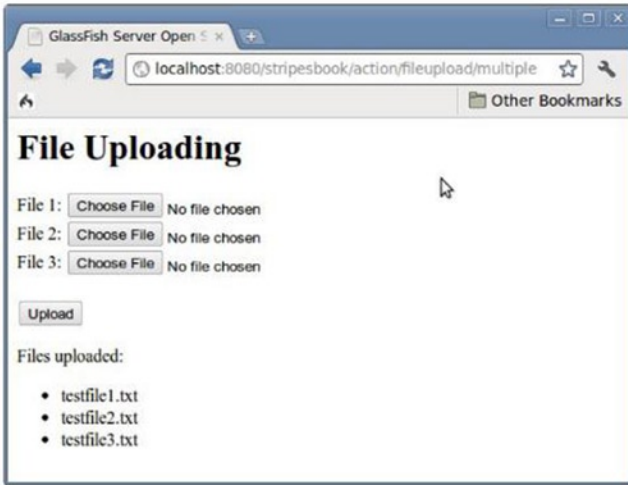 GlassFish Server Open S
localhost:8080/stripesbook/action/fileupload/multiple
Other Bookmarks
File Uploading
File 1: Choose File No file chosen
File 2: Choose File No file chosen
File 3: Choose File No file chosen
Upload
Files uploaded:
• testfile1.txt
• testfile2.txt
• testfile3.txt